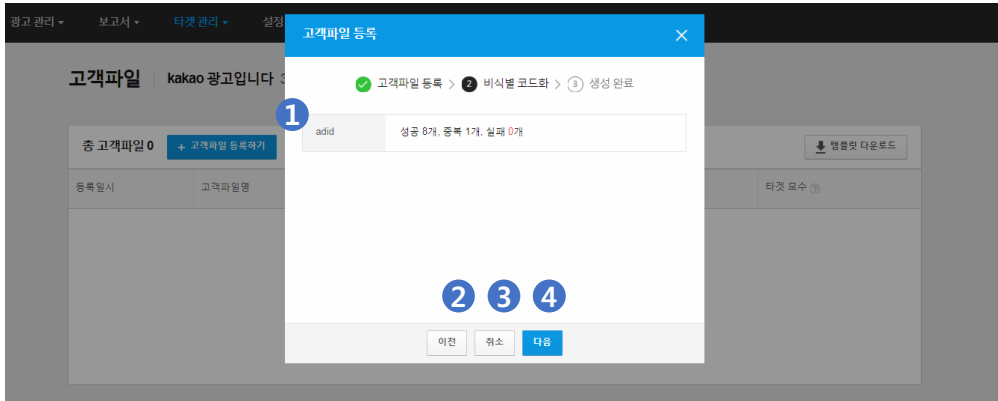 광고 관리 보고서 타겟 관리 설정
고객파일 등록
고객파일 kakao 광고입니다
고객파일 등록 > 2 비식별 코드화 > 3 생성 완료
1
adid 성공 8개, 중복 1개, 실패 0개
총 고객파일 0 + 고객파일 등록하기 템플릿 다운로드
등록일시 고객파일명 타겟 모수 ?
2 3 4
이전 취소 다음